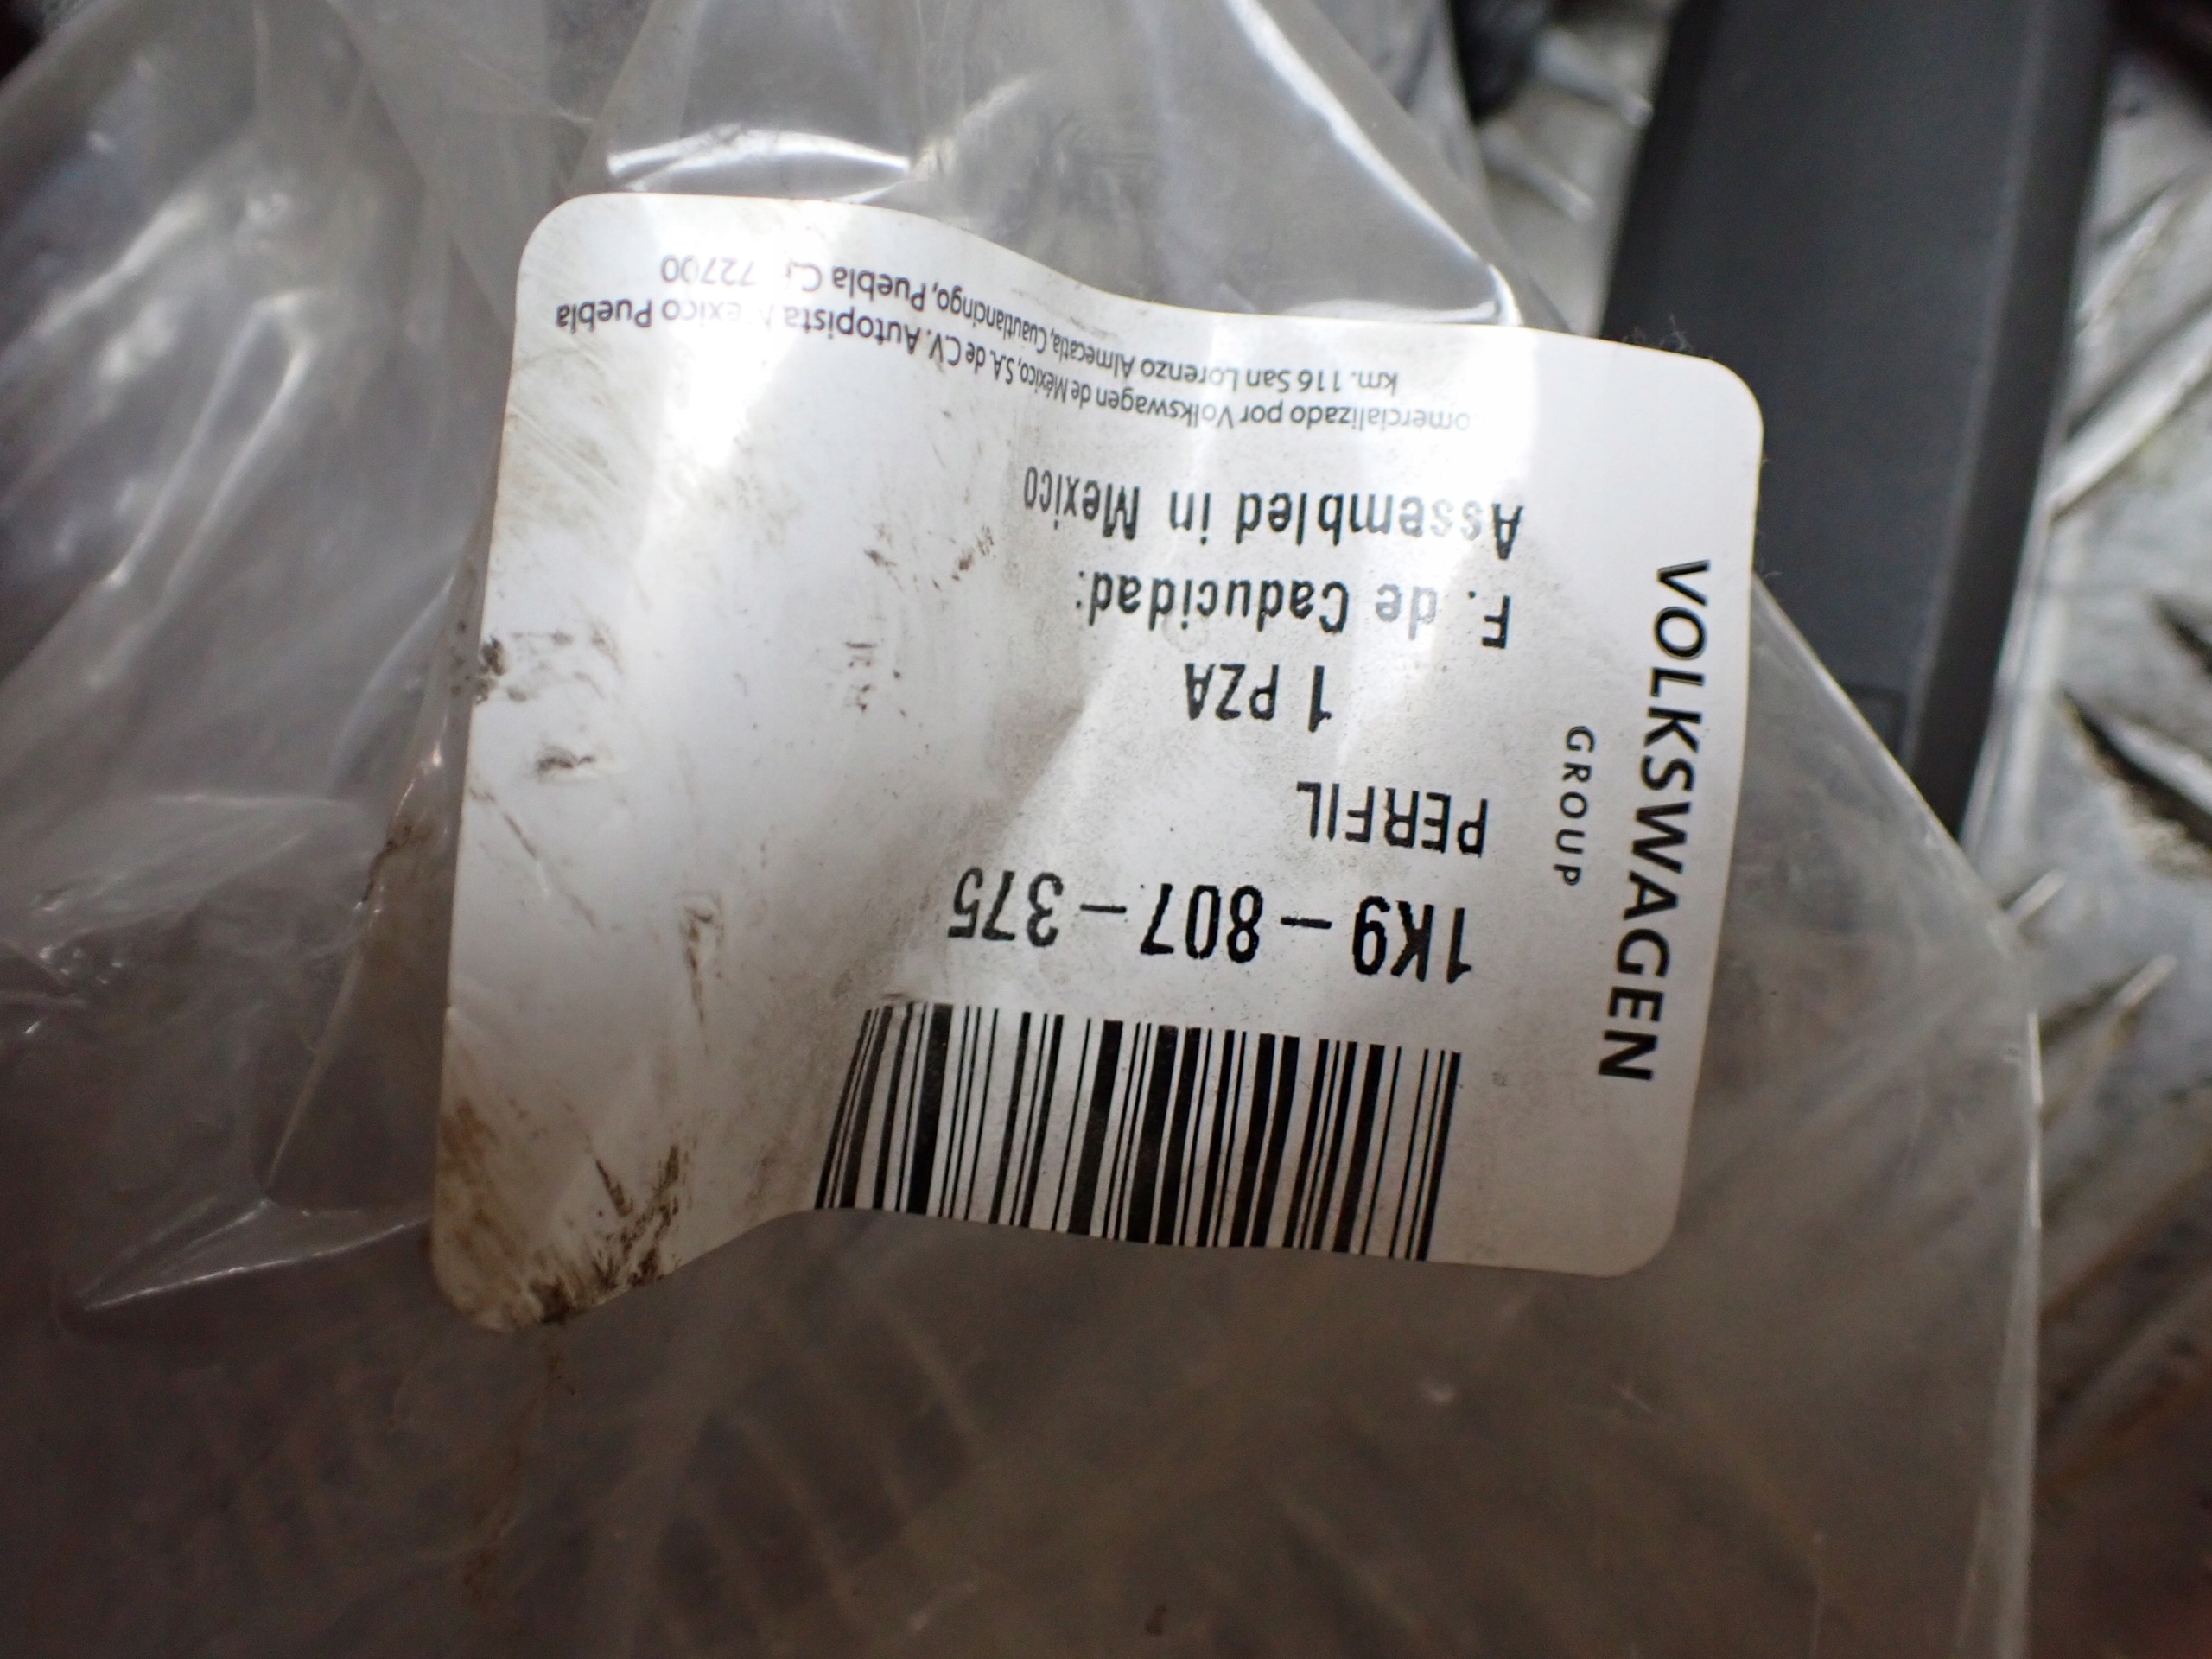 VOLKSWAGEN
GROUP
1K9-807-375
PERFIL
1 PZA
F. de Caducidad:
Assembled in Mexico
omercializado por Volkswagen de México, S.A. de C.V. Autopista México Puebla
km. 116 San Lorenzo Almecatla, Cuautlancingo, Puebla C. 72700